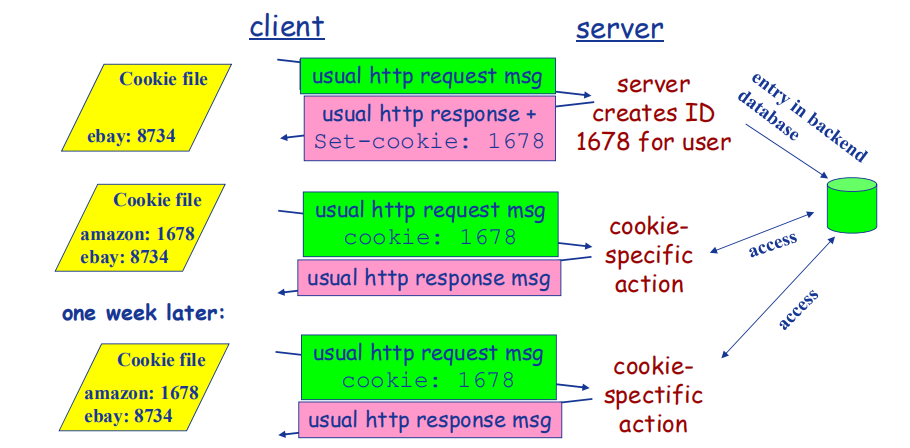 client
server
Cookie file
ebay: 8734
usual http request msg
usual http response +
Set-cookie: 1678
server
creates ID
1678 for user
entry in backend
database
Cookie file
amazon: 1678
ebay: 8734
usual http request msg
cookie: 1678
usual http response msg
cookie-
specific
action
access
one week later:
access
Cookie file
amazon: 1678
ebay: 8734
usual http request msg
cookie: 1678
usual http response msg
cookie-
spectific
action